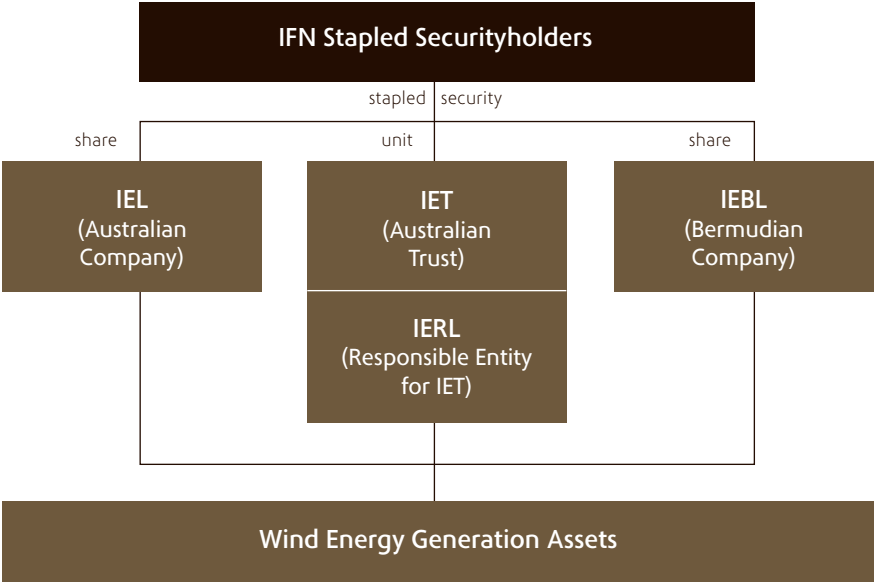 IFN Stapled Securityholders
stapled security
share
unit
share
IEL
(Australian
Company)
IET
(Australian
Trust)
IEBL
(Bermudian
Company)
IERL
(Responsible Entity
for IET)
Wind Energy Generation Assets